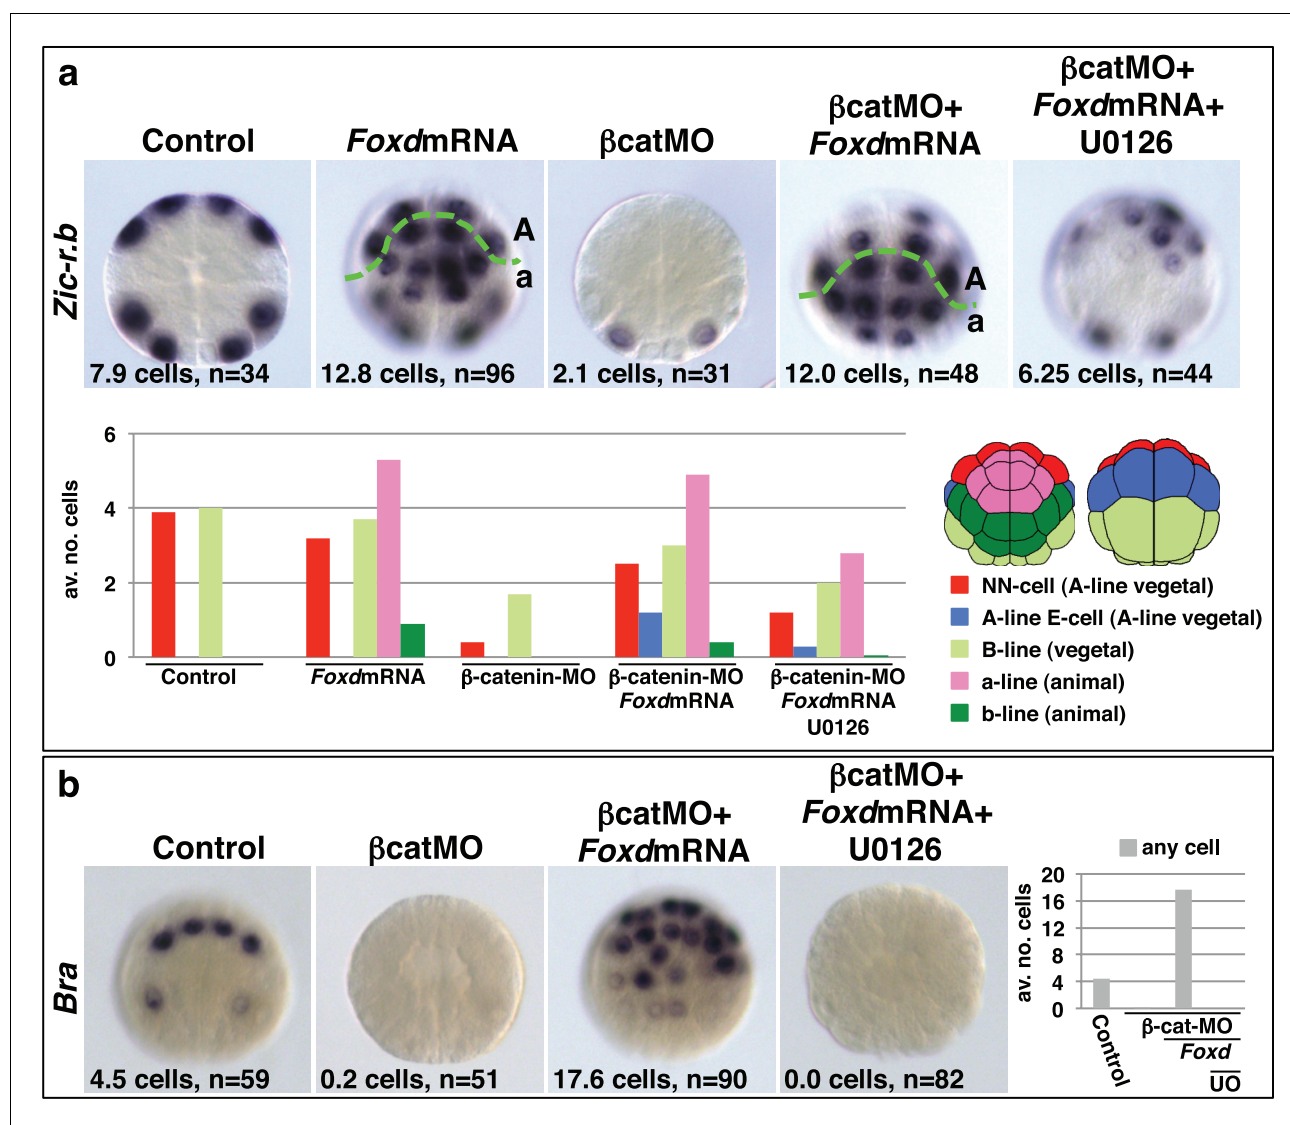 a
Control
FoxdmRNA
βcatMO
βcatMO+
FoxdmRNA
βcatMO+
FoxdmRNA+
U0126
Zic-r.b
A
a
A
a
7.9 cells, n=34
12.8 cells, n=96
2.1 cells, n=31
12.0 cells, n=48
6.25 cells, n=44
av. no. cells
6
4
2
0
Control
FoxdmRNA
β-catenin-MO
β-catenin-MO
FoxdmRNA
β-catenin-MO
FoxdmRNA
U0126
NN-cell (A-line vegetal)
A-line E-cell (A-line vegetal)
B-line (vegetal)
a-line (animal)
b-line (animal)
b
Control
βcatMO
βcatMO+
FoxdmRNA
βcatMO+
FoxdmRNA+
U0126
Bra
4.5 cells, n=59
0.2 cells, n=51
17.6 cells, n=90
0.0 cells, n=82
any cell
av. no. cells
20
16
12
8
4
0
Control
β-cat-MO
Foxd
UO